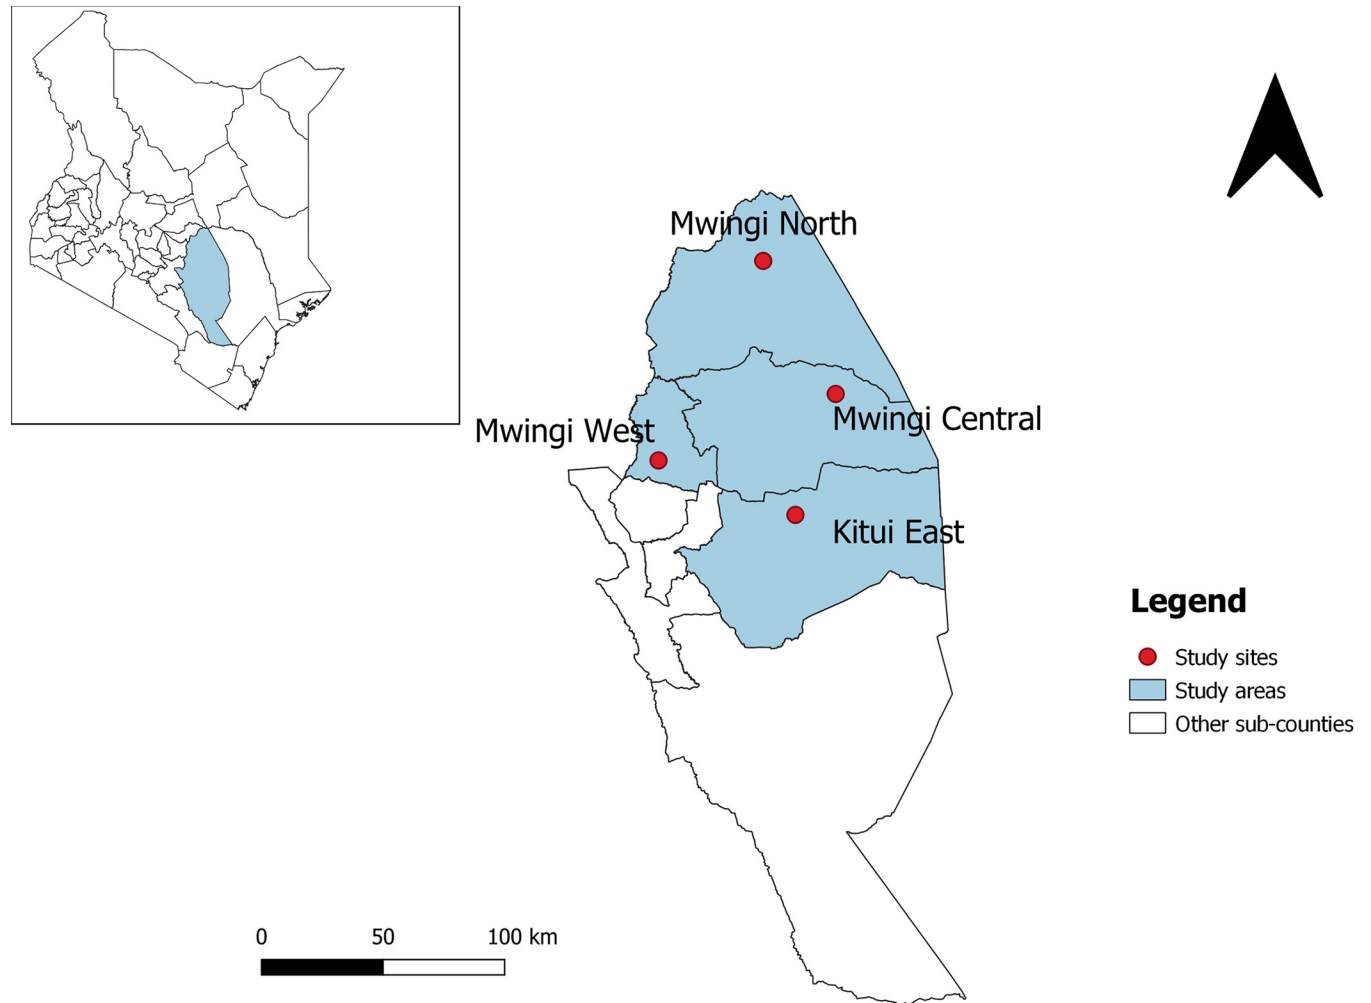 Mwingi North
Mwingi Central
Mwingi West
Kitui East
Legend
Study sites
Study areas
Other sub-counties
0 50 100 km